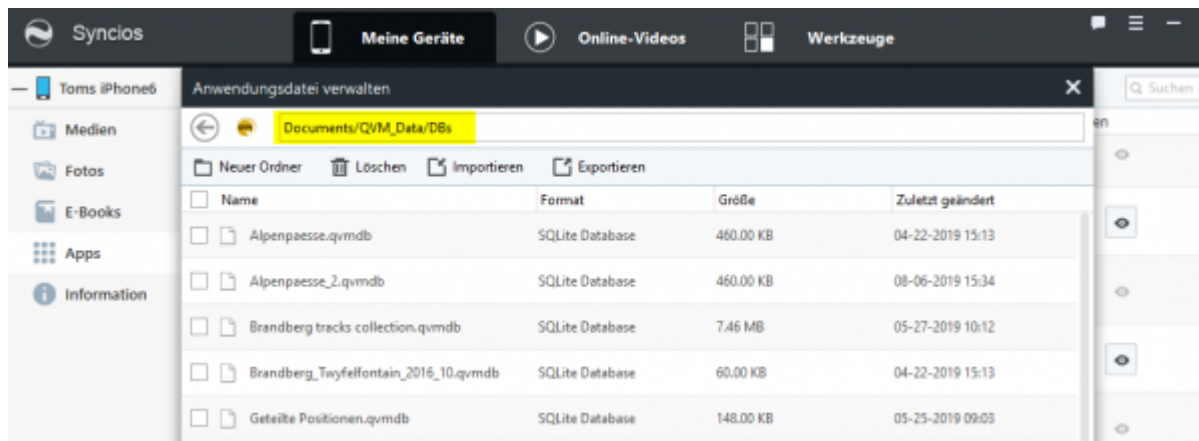 Syncios
Meine Geräte
Online-Videos
Werkzeuge
Toms iPhone6
Medien
Fotos
E-Books
Apps
Information
Anwendungsdatei verwalten
Suchen
Documents/QVM_Data/DBs
en
Neuer Ordner Löschen Importieren Exportieren
Name Format Größe Zuletzt geändert
Alpenpaesse.qvmdb SQLite Database 460.00 KB 04-22-2019 15:13
Alpenpaesse_2.qvmdb SQLite Database 460.00 KB 08-06-2019 15:34
Brandberg tracks collection.qvmdb SQLite Database 7.46 MB 05-27-2019 10:12
Brandberg_Twyfelfontain_2016_10.qvmdb SQLite Database 60.00 KB 04-22-2019 15:13
Geteilte Positionen.qvmdb SQLite Database 148.00 KB 05-25-2019 09:03